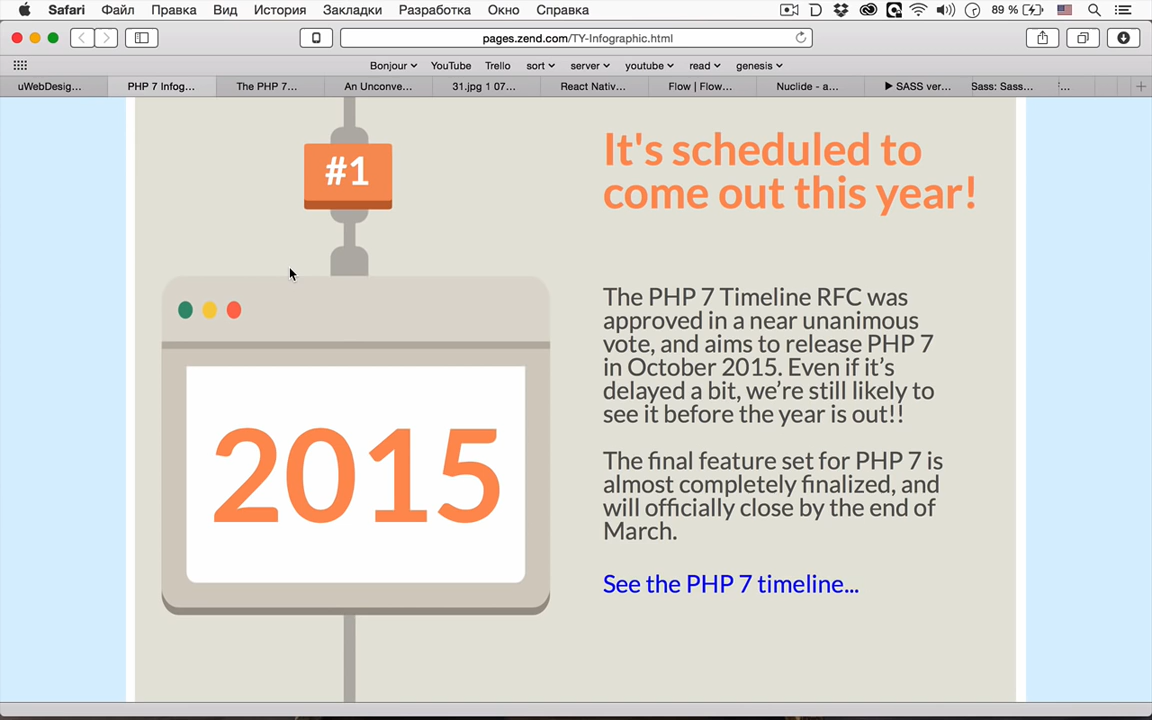 Safari Файл Правка Вид История Закладки Разработка Окно Справка 89 %
pages.zend.com/TY-Infographic.html
Bonjour YouTube Trello sort server youtube read genesis
uWebDesig... PHP 7 Infog... The PHP 7... An Unconve... 31.jpg 1 07... React Nativ... Flow | Flow... Nuclide - a... ▶ SASS ver... Sass: Sass...
#1
It's scheduled to
come out this year!
2015
The PHP 7 Timeline RFC was
approved in a near unanimous
vote, and aims to release PHP 7
in October 2015. Even if it’s
delayed a bit, we’re still likely to
see it before the year is out!!
The final feature set for PHP 7 is
almost completely finalized, and
will officially close by the end of
March.
See the PHP 7 timeline...